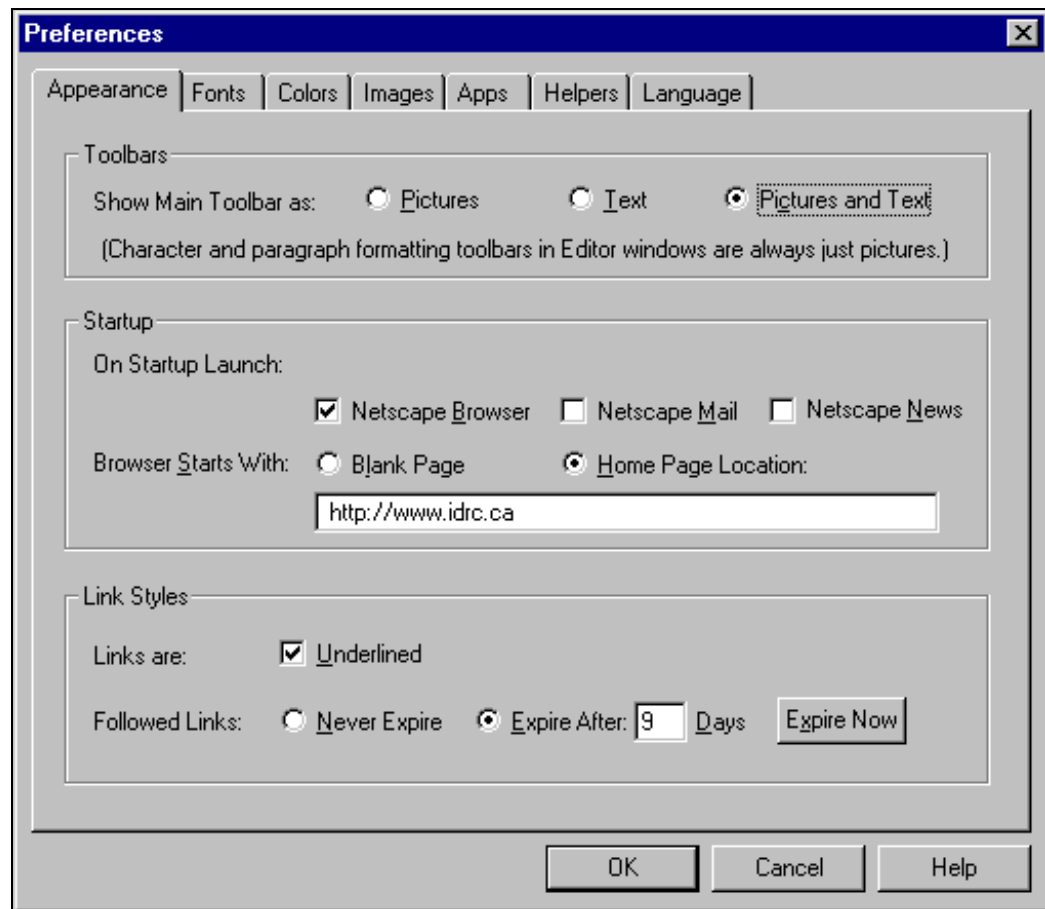 Preferences
Appearance Fonts Colors Images Apps Helpers Language
Toolbars
Show Main Toolbar as: Pictures Text Pictures and Text
(Character and paragraph formatting toolbars in Editor windows are always just pictures.)
Startup
On Startup Launch:
Netscape Browser Netscape Mail Netscape News
Browser Starts With: Blank Page Home Page Location:
http://www.idrc.ca
Link Styles
Links are: Underlined
Followed Links: Never Expire Expire After: 9 Days Expire Now
OK Cancel Help